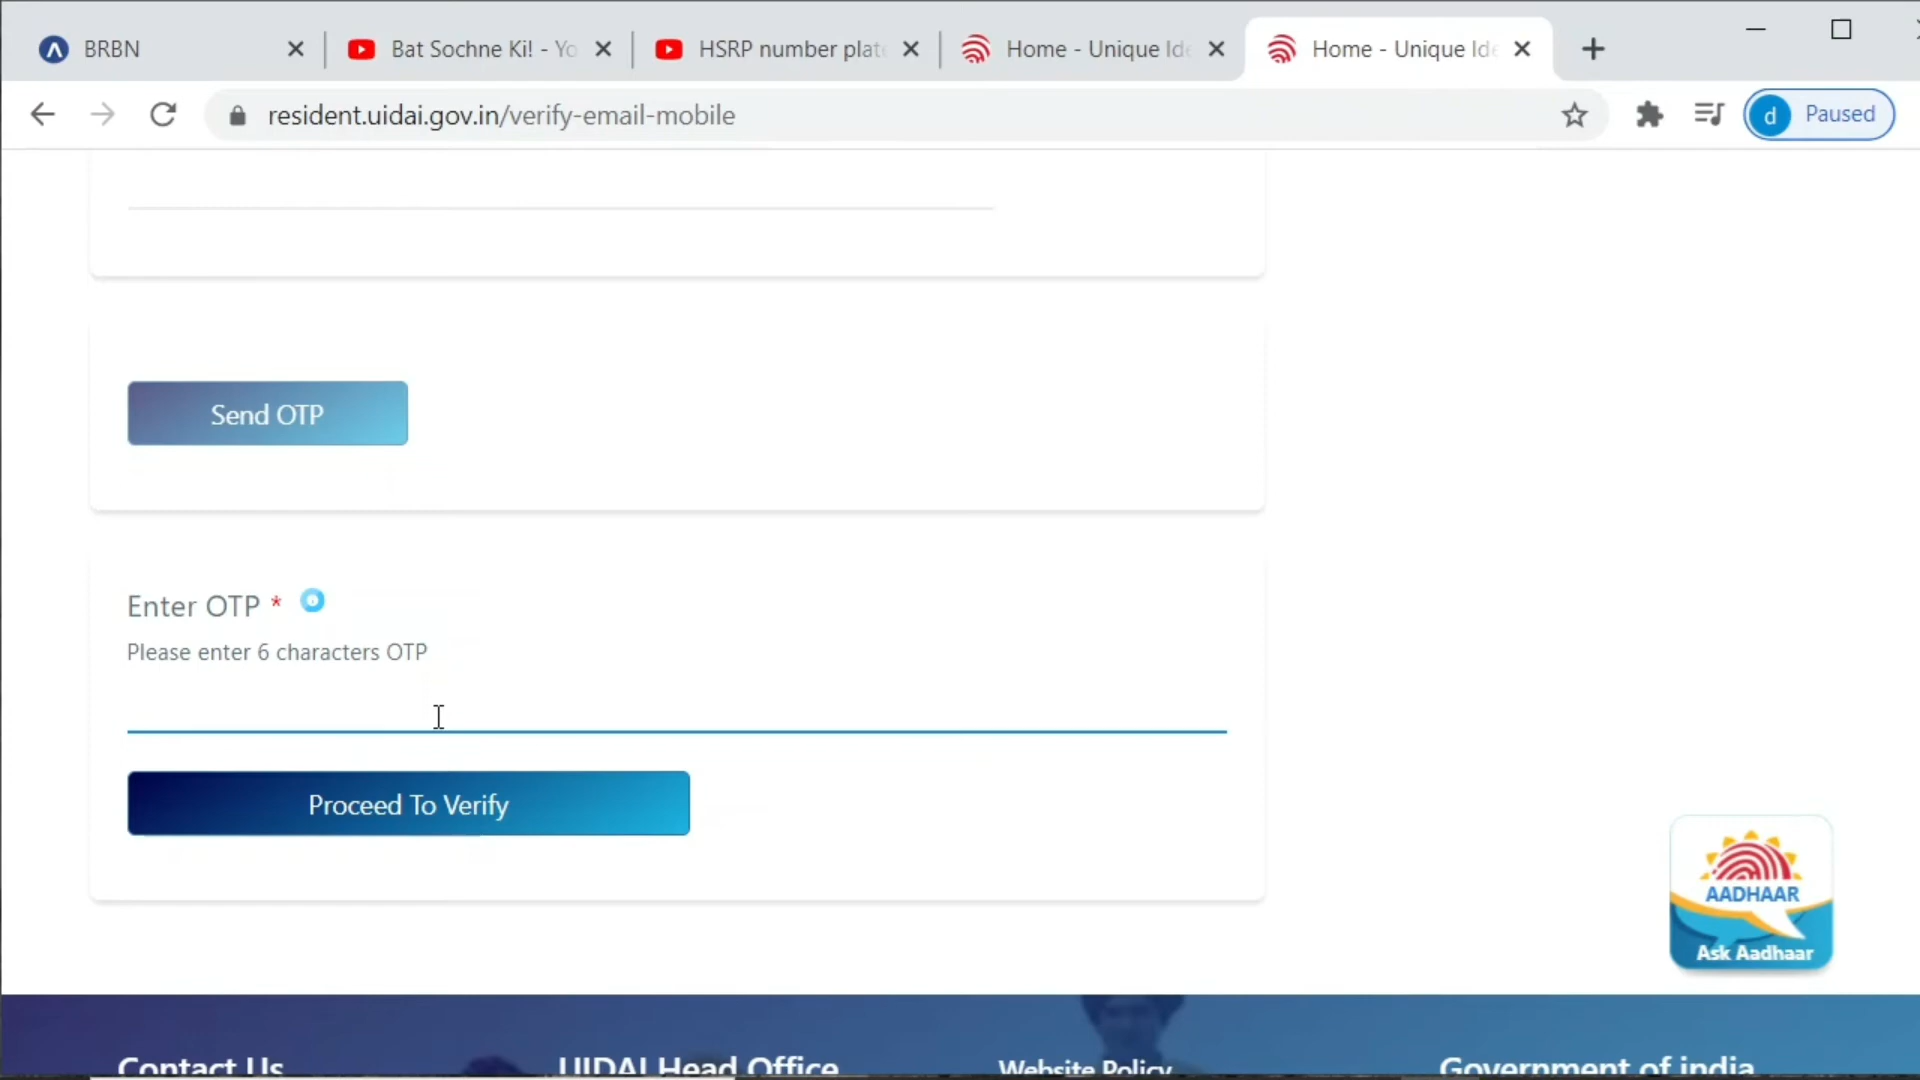 BRBN
Bat Sochne Ki! - Yo
HSRP number plat
Home - Unique Ide
Home - Unique Ide
resident.uidai.gov.in/verify-email-mobile
d Paused
Send OTP
Enter OTP *
Please enter 6 characters OTP
Proceed To Verify
AADHAAR
Ask Aadhaar
Contact Us
UIDAI Head Office
Website Policy
Government of india